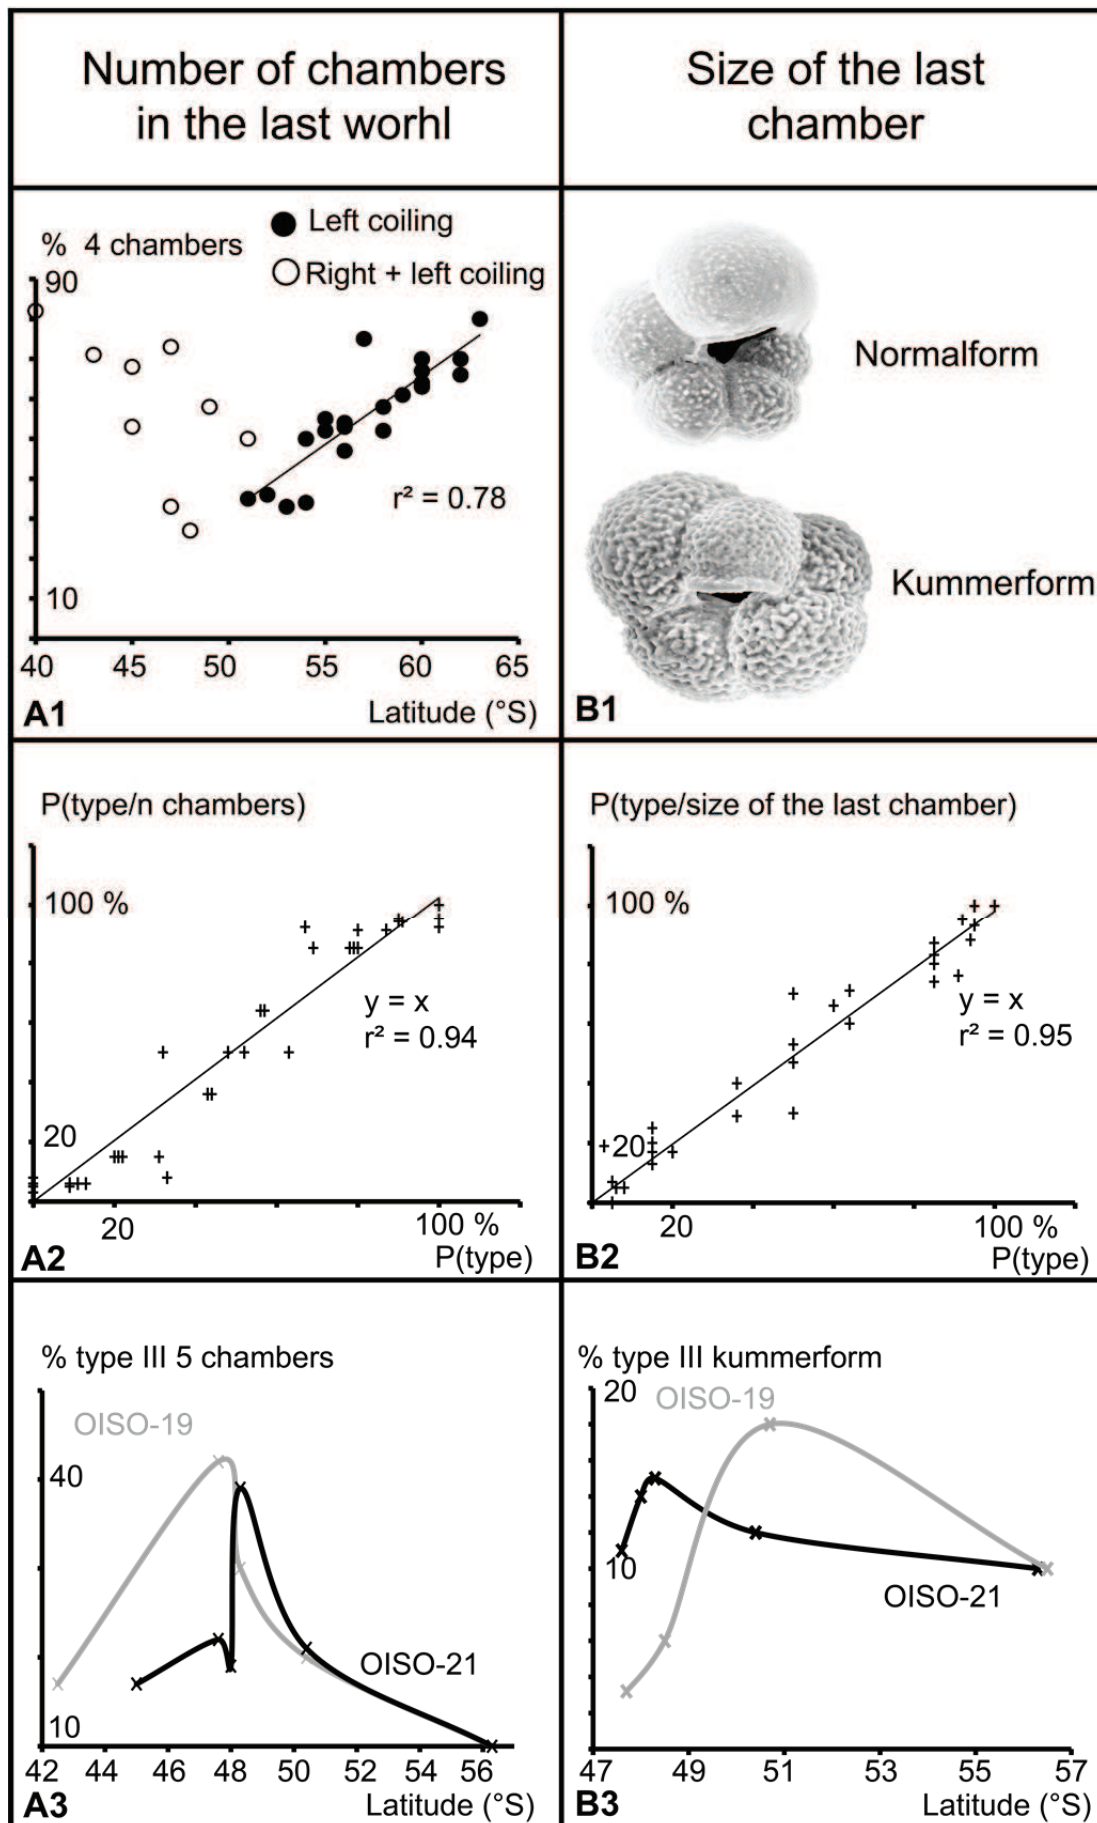 Number of chambers
in the last worhl
Size of the last
chamber
% 4 chambers
Left coiling
Right + left coiling
90
10
r² = 0.78
40 45 50 55 60 65
Latitude (°S)
A1
Normalform
Kummerform
B1
P(type/n chambers)
100 %
y = x
r² = 0.94
20
20 100 %
P(type)
A2
P(type/size of the last chamber)
100 %
y = x
r² = 0.95
20
20 100 %
P(type)
B2
% type III 5 chambers
OISO-19
40
OISO-21
10
42 44 46 48 50 52 54 56
Latitude (°S)
A3
% type III kummerform
20
OISO-19
10
OISO-21
47 49 51 53 55 57
Latitude (°S)
B3